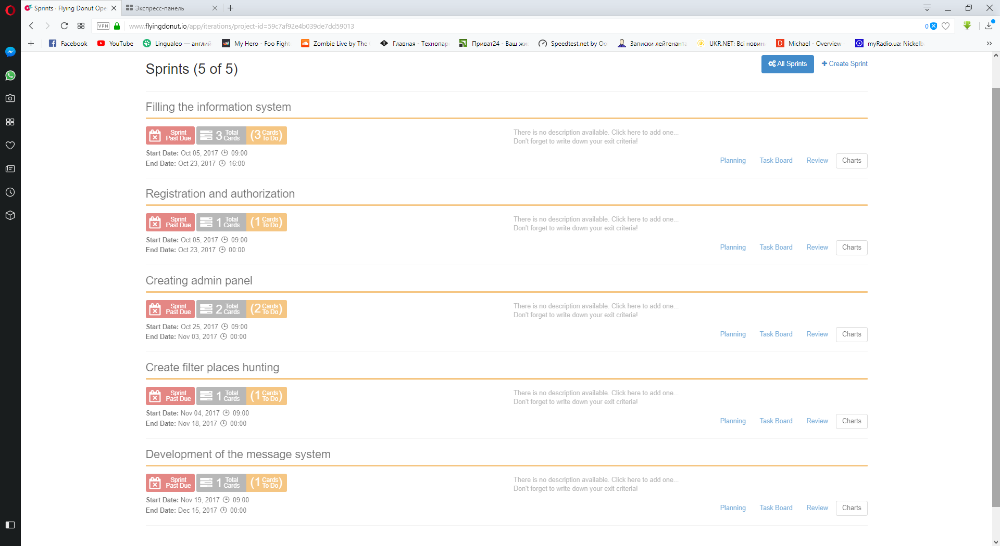 Sprints · Flying Donut Ope
Экспресс-панель
VPN
www.flyingdonut.io/app/iterations/project-id=59c7af92e4b039de7dd59013
0
Facebook
YouTube
Lingualeo — англий
My Hero - Foo Fight
Zombie Live by The
Главная - Технопар
Приват24 - Ваш жи
Speedtest.net by Oo
Записки лейтенанта
UKR.NET: Всі новин
Michael - Overview -
myRadio.ua: Nickelb
Sprints (5 of 5)
All Sprints
Create Sprint
Filling the information system
Sprint Past Due
3 Total Cards
(3 Cards To Do)
There is no description available. Click here to add one...
Don't forget to write down your exit criteria!
Start Date: Oct 05, 2017 09:00
End Date: Oct 23, 2017 16:00
Planning
Task Board
Review
Charts
Registration and authorization
Sprint Past Due
1 Total Cards
(1 Cards To Do)
There is no description available. Click here to add one...
Don't forget to write down your exit criteria!
Start Date: Oct 05, 2017 09:00
End Date: Oct 23, 2017 00:00
Planning
Task Board
Review
Charts
Creating admin panel
Sprint Past Due
2 Total Cards
(2 Cards To Do)
There is no description available. Click here to add one...
Don't forget to write down your exit criteria!
Start Date: Oct 25, 2017 09:00
End Date: Nov 03, 2017 00:00
Planning
Task Board
Review
Charts
Create filter places hunting
Sprint Past Due
1 Total Cards
(1 Cards To Do)
There is no description available. Click here to add one...
Don't forget to write down your exit criteria!
Start Date: Nov 04, 2017 09:00
End Date: Nov 18, 2017 00:00
Planning
Task Board
Review
Charts
Development of the message system
Sprint Past Due
1 Total Cards
(1 Cards To Do)
There is no description available. Click here to add one...
Don't forget to write down your exit criteria!
Start Date: Nov 19, 2017 09:00
End Date: Dec 15, 2017 00:00
Planning
Task Board
Review
Charts